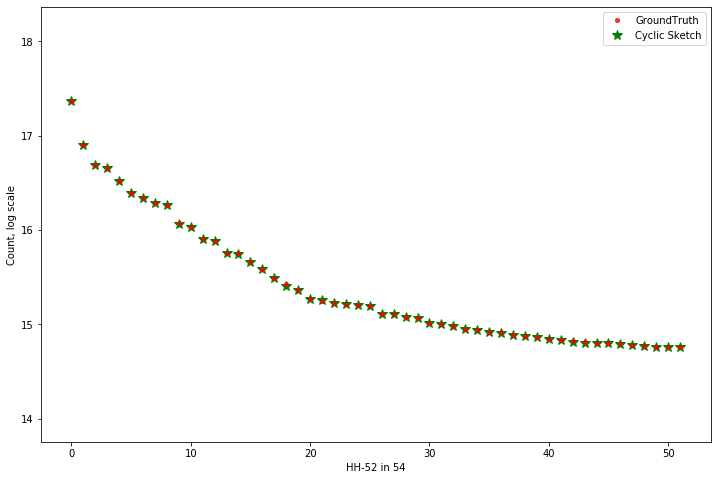 GroundTruth
Cyclic Sketch
18
17
16
15
14
Count, log scale
0 10 20 30 40 50
HH-52 in 54